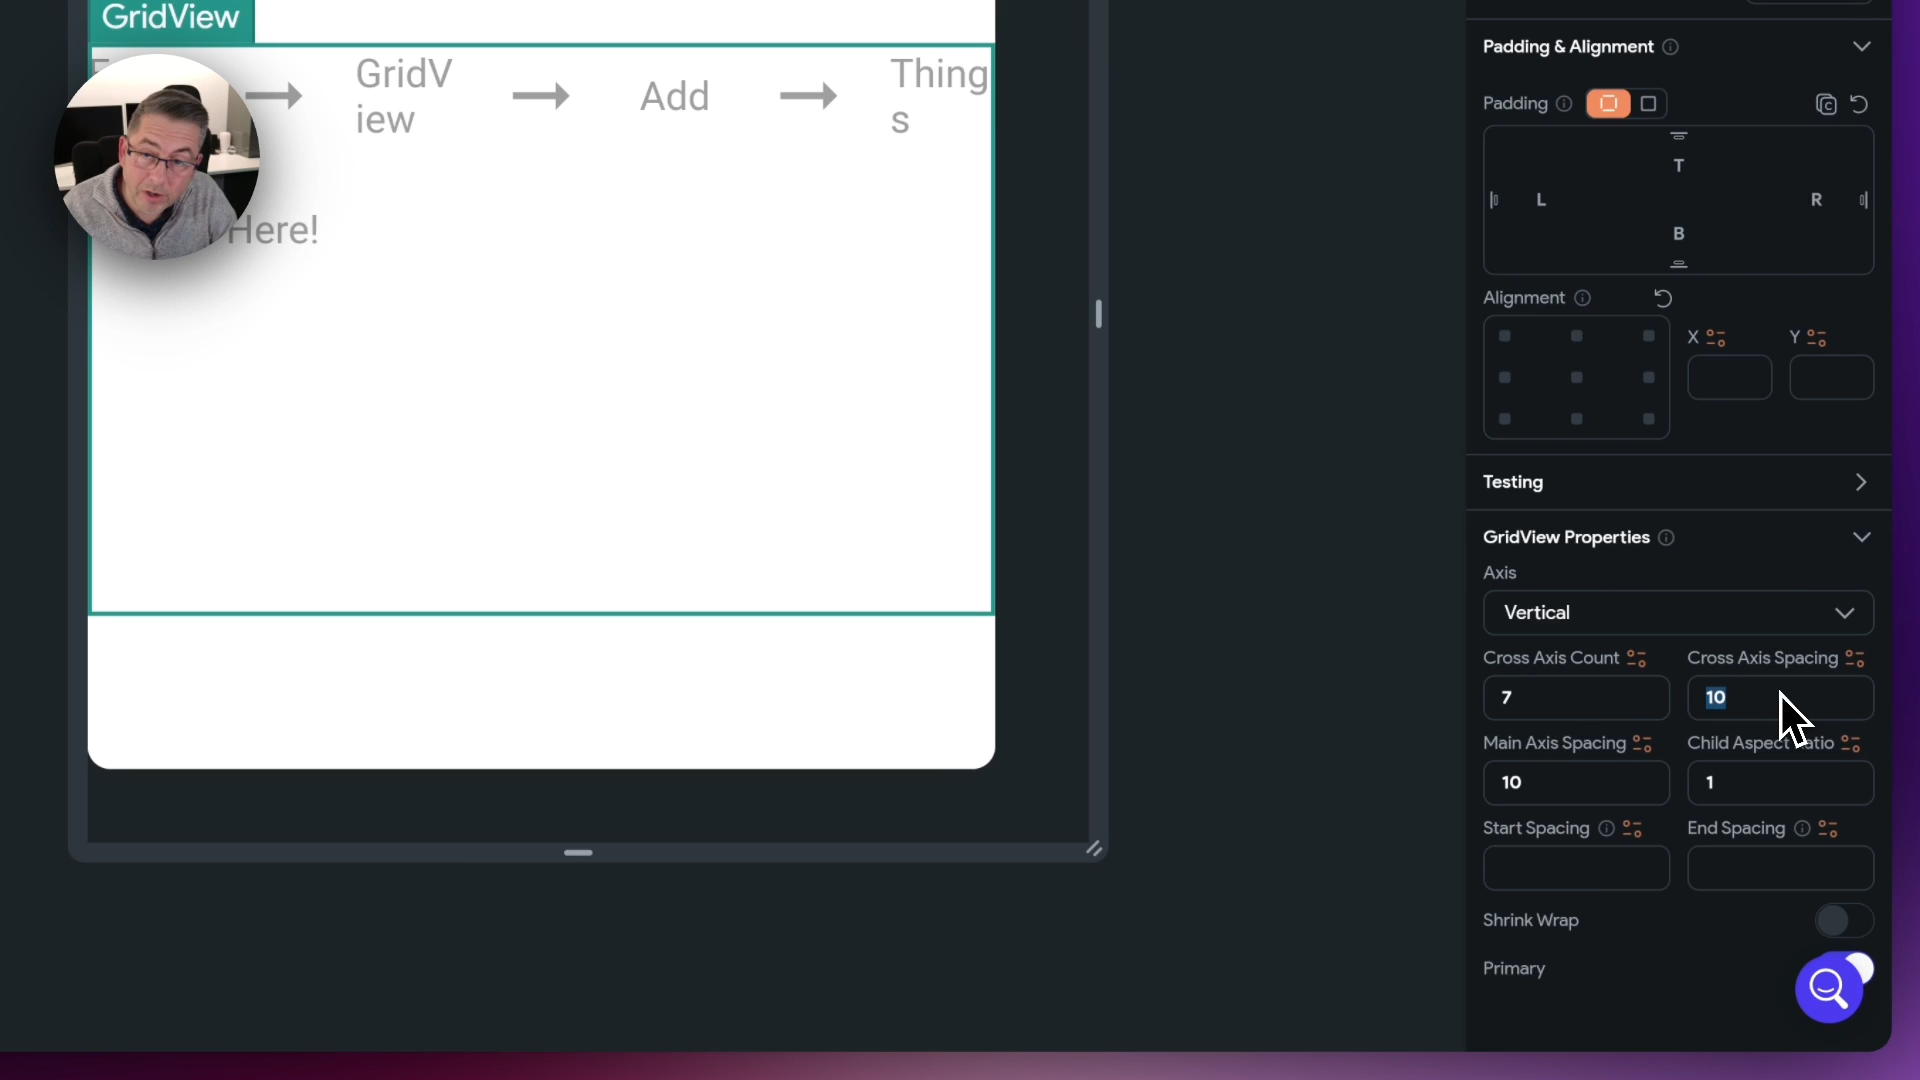 GridView
GridV
iew
Add
Thing
s
Here!
Padding & Alignment
Padding
T
L
R
B
Alignment
X
Y
Testing
GridView Properties
Axis
Vertical
Cross Axis Count
Cross Axis Spacing
7
10
Main Axis Spacing
Child Aspect Ratio
10
1
Start Spacing
End Spacing
Shrink Wrap
Primary